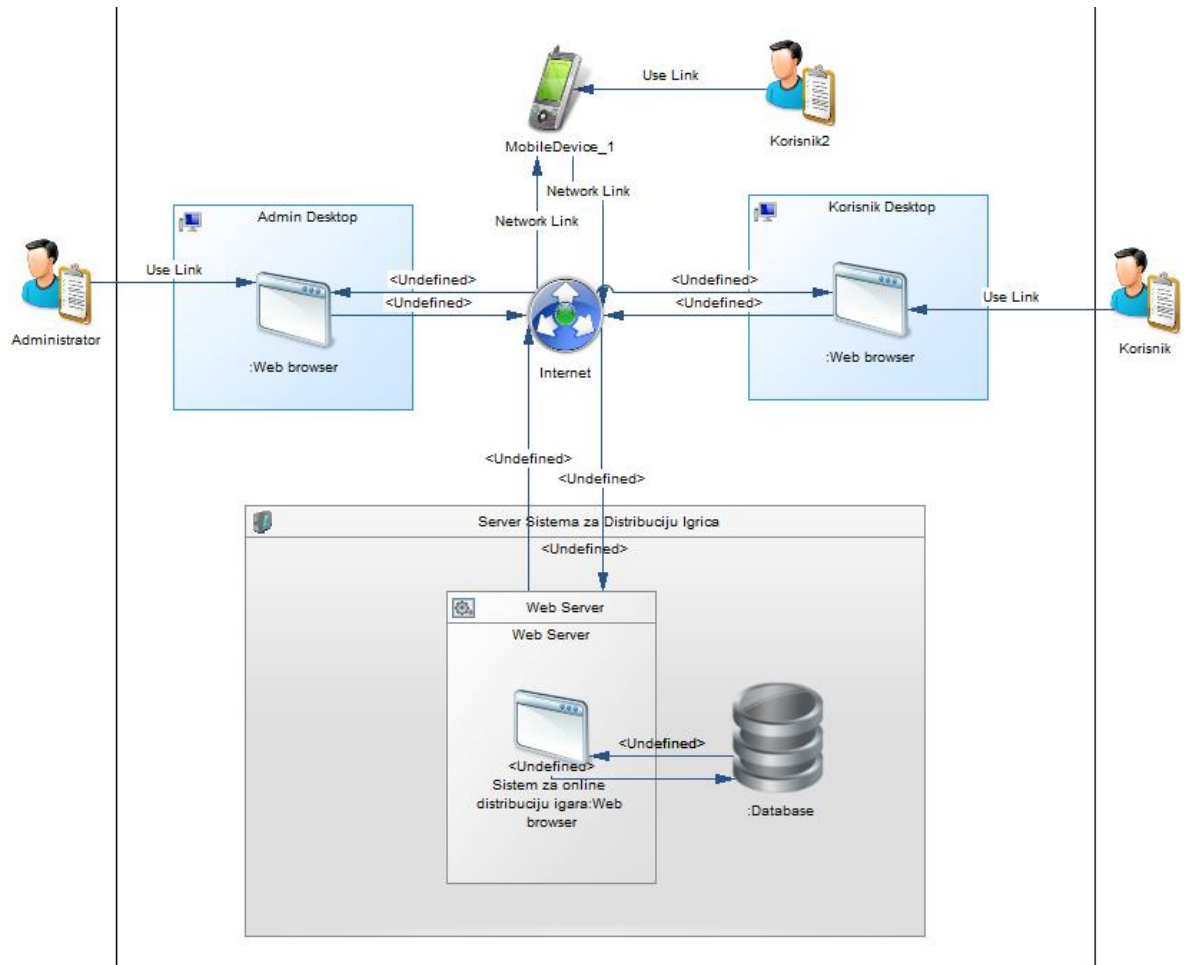 Use Link
Korisnik2
MobileDevice_1
Network Link
Network Link
Admin Desktop
Korisnik Desktop
Use Link
<Undefined>
<Undefined>
<Undefined>
<Undefined>
Use Link
Administrator
:Web browser
Internet
:Web browser
Korisnik
<Undefined>
<Undefined>
Server Sistema za Distribuciju Igrica
<Undefined>
Web Server
Web Server
<Undefined>
<Undefined>
Sistem za online
distribuciju igara:Web
browser
:Database